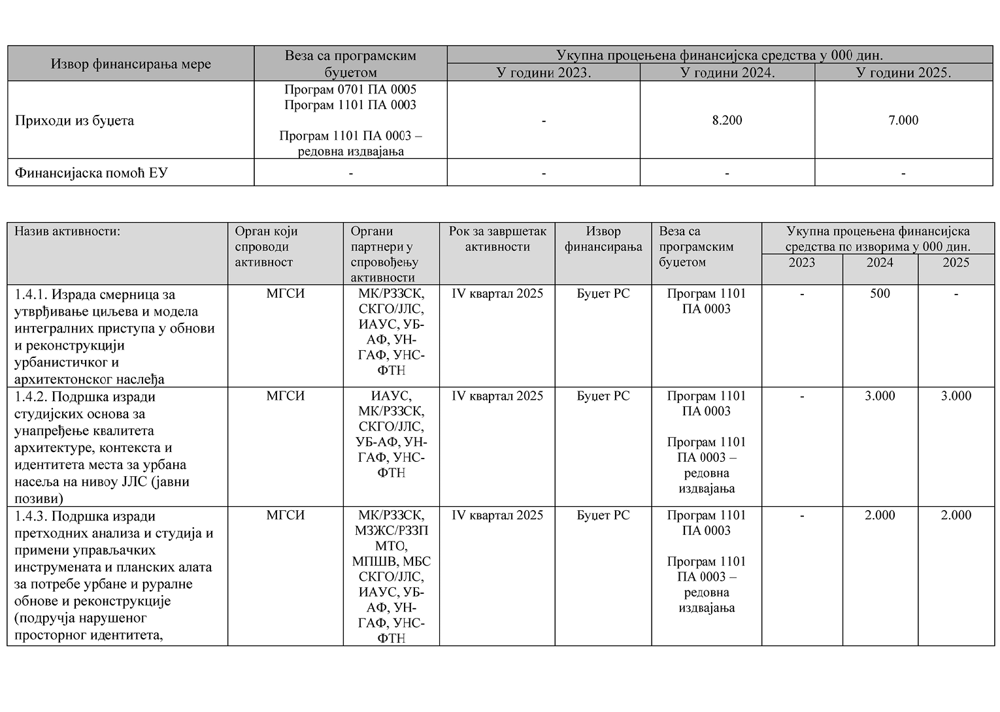 Извор финансирања мере
Веза са програмским
буџетом
Укупна процењена финансијска средства у 000 дин.
У години 2023.
У години 2024.
У години 2025.
Приходи из буџета
Програм 0701 ПА 0005
Програм 1101 ПА 0003
Програм 1101 ПА 0003 –
редовна издвајања
-
8.200
7.000
Финансијаска помоћ ЕУ
-
-
-
-
Назив активности:
Орган који
спроводи
активност
Органи
партнери у
спровођењу
активности
Рок за завршетак
активности
Извор
финансирања
Веза са
програмским
буџетом
Укупна процењена финансијска
средства по изворима у 000 дин.
2023
2024
2025
1.4.1. Израда смерница за
утврђивање циљева и модела
интегралних приступа у обнови
и реконструкцији
урбанистичког и
архитектонског наслеђа
МГСИ
МК/РЗЗСК,
СКГО/ЈЛС,
ИАУС, УБ-
АФ, УН-
ГАФ, УНС-
ФТН
IV квартал 2025
Буџет РС
Програм 1101
ПА 0003
-
500
-
1.4.2. Подршка изради
студијских основа за
унапређење квалитета
архитектуре, контекста и
идентитета места за урбана
насеља на нивоу ЈЛС (јавни
позиви)
МГСИ
ИАУС,
МК/РЗЗСК,
СКГО/ЈЛС,
УБ-АФ, УН-
ГАФ, УНС-
ФТН
IV квартал 2025
Буџет РС
Програм 1101
ПА 0003
Програм 1101
ПА 0003 –
редовна
издвајања
-
3.000
3.000
1.4.3. Подршка изради
претходних анализа и студија и
примени управљачких
инструмената и планских алата
за потребе урбане и руралне
обнове и реконструкције
(подручја нарушеног
просторног идентитета,
МГСИ
МК/РЗЗСК,
МЗЖС/РЗЗП
МТО,
МПШВ, МБС
СКГО/ЈЛС,
ИАУС, УБ-
АФ, УН-
ГАФ, УНС-
ФТН
IV квартал 2025
Буџет РС
Програм 1101
ПА 0003
Програм 1101
ПА 0003 –
редовна
издвајања
-
2.000
2.000